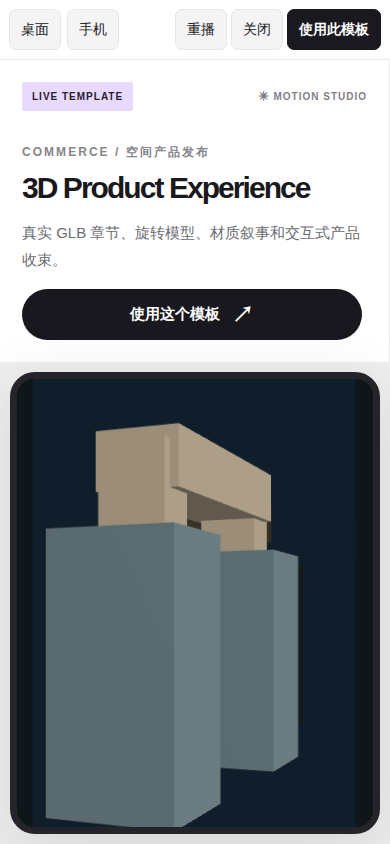 桌面 手机 重播 关闭 使用此模板
LIVE TEMPLATE ☀ MOTION STUDIO
COMMERCE / 空间产品发布
3D Product Experience
真实 GLB 章节、旋转模型、材质叙事和交互式产品
收束。
使用这个模板 ↗